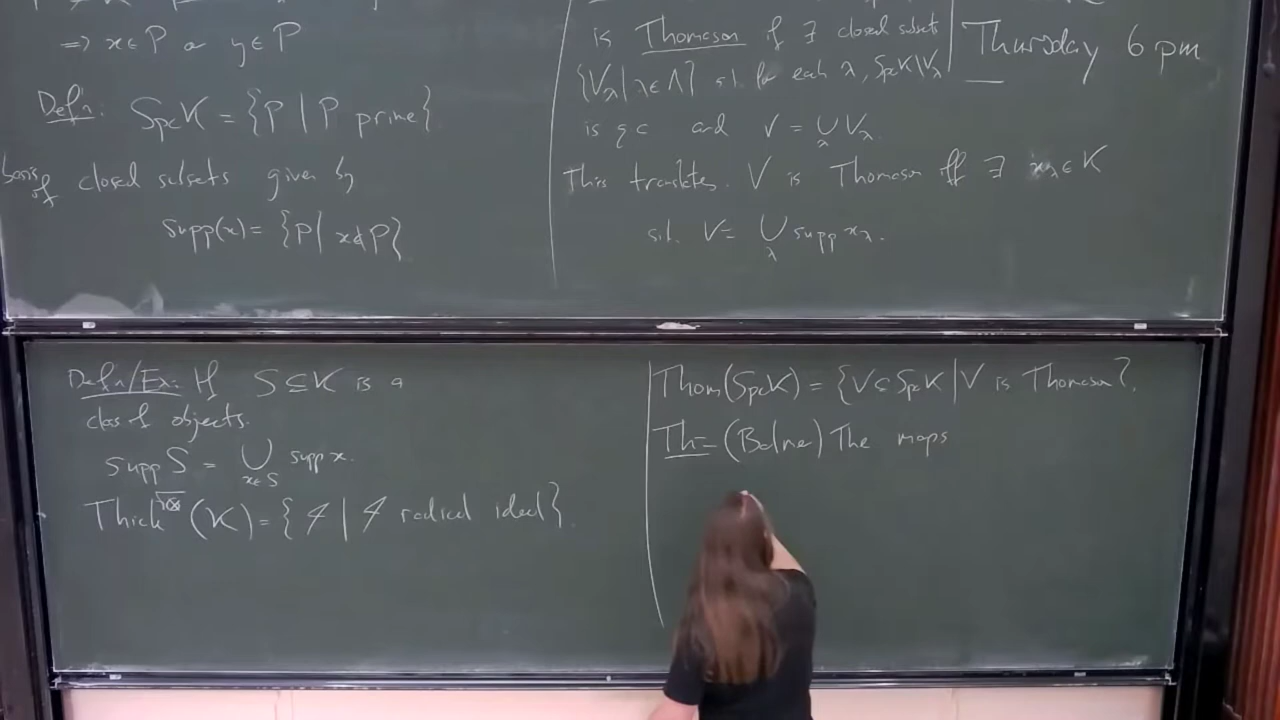 ⇒ x∈P or y∈P
Defn: SpcK = {P | P prime}
basis of closed subsets given by
supp(x) = {P | x∉P}
is Thomason if ∃ closed subsets
{V_λ | λ∈Λ} s.t. for each λ, SpcK\V_λ
is qc and V = ∪_λ V_λ
This translates. V is Thomason iff ∃ x_λ ∈ K
s.t. V = ∪_λ supp x_λ.
Thursday 6 pm
Defn/Ex: If S ⊆ K is a
class of objects.
supp S = ∪_{x∈S} supp x.
Thick^{√⊗}(K) = {J | J radical ideal}.
Thom(SpcK) = {V ⊆ SpcK | V is Thomason}.
Th= (Balmer) The maps